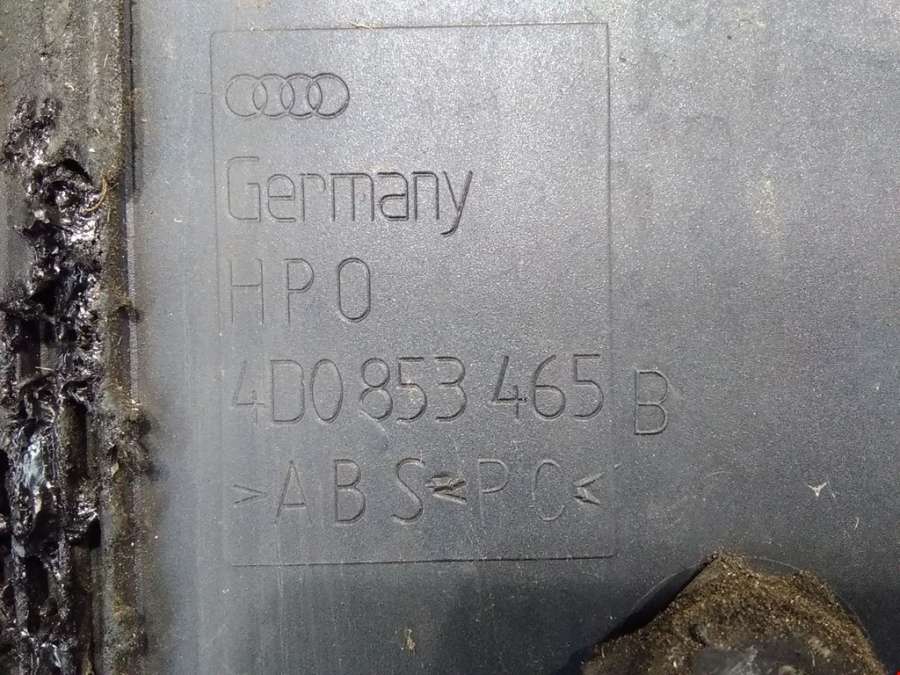 Germany
HPO
4D0 853 465 B
>ABS+PC<